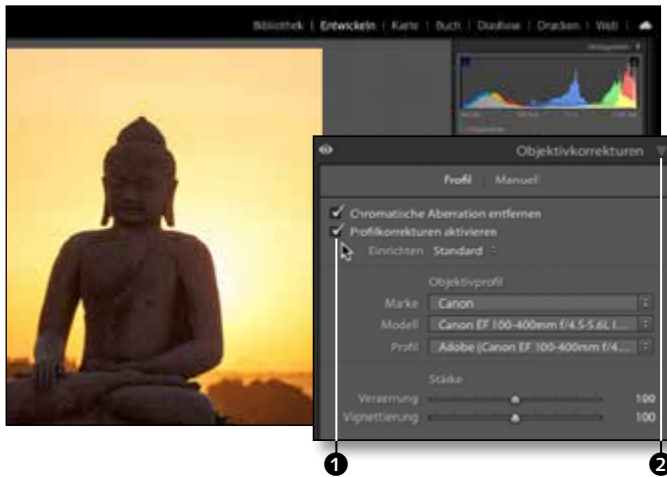 Bibliothek | Entwickeln | Karte | Buch | Diashow | Drucken | Web
Histogramm
Objektivkorrekturen
Profil | Manuell
Chromatische Aberration entfernen
Profilkorrekturen aktivieren
Einrichten Standard
Objektivprofil
Marke Canon
Modell Canon EF 100-400mm f/4.5-5.6L I...
Profil Adobe (Canon EF 100-400mm f/4....
Stärke
Verzerrung 100
Vignettierung 100
1 2